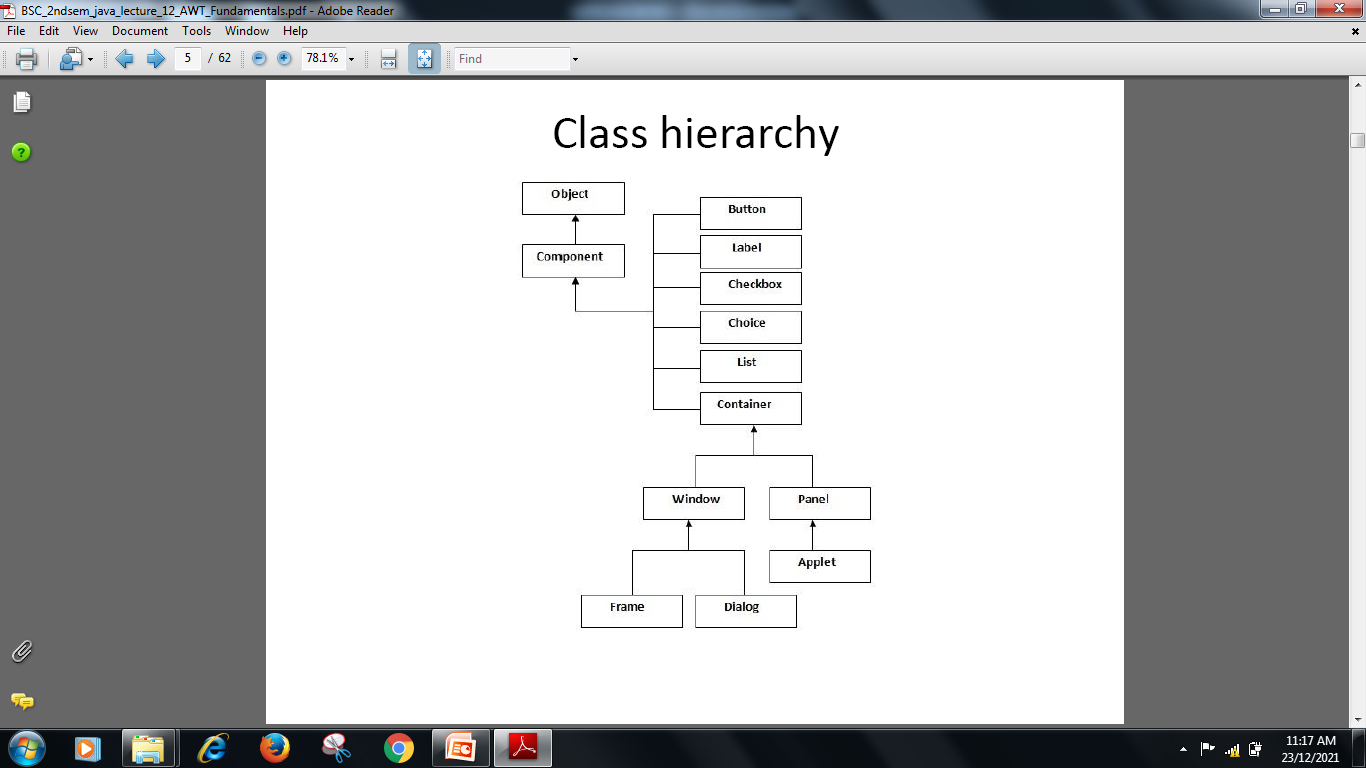 BSC_2ndsem_java_lecture_12_AWT_Fundamentals.pdf - Adobe Reader
File Edit View Document Tools Window Help
5 / 62 78.1% Find
Class hierarchy
Object
Component
Button
Label
Checkbox
Choice
List
Container
Window Panel
Applet
Frame Dialog
11:17 AM
23/12/2021